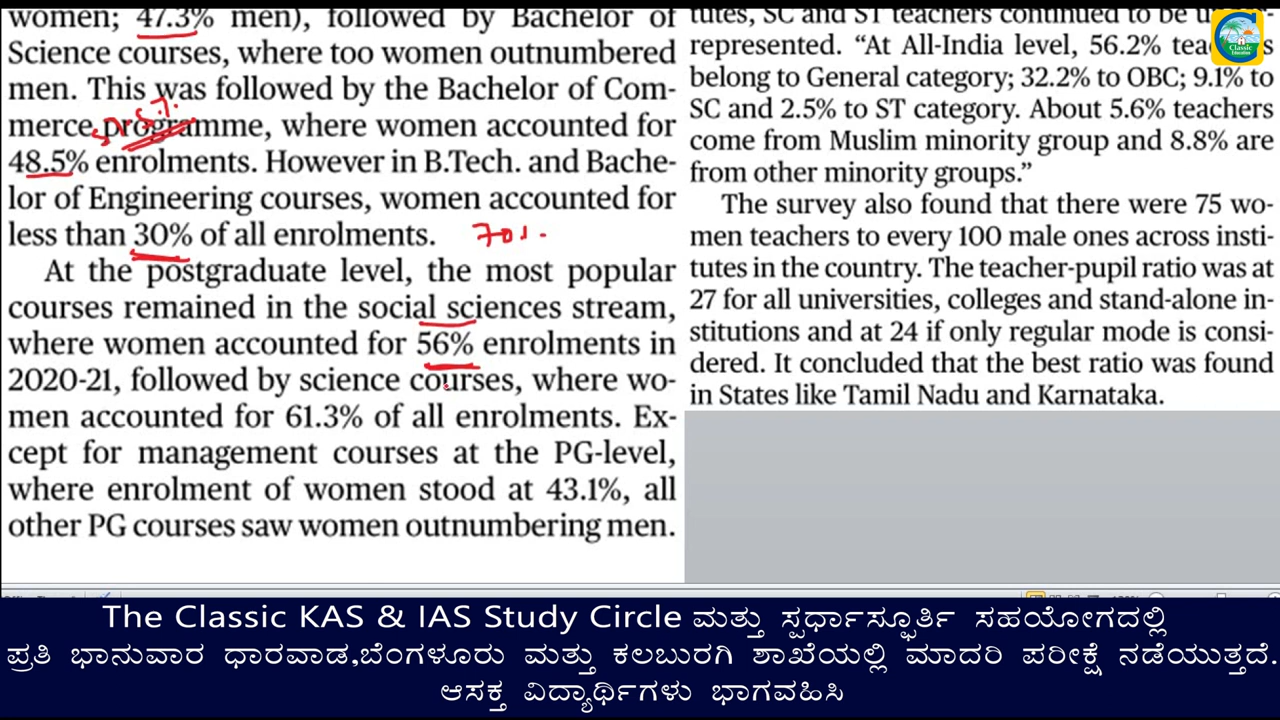 women; 47.3% men), followed by Bachelor of
Science courses, where too women outnumbered
men. This was followed by the Bachelor of Com-
merce programme, where women accounted for
48.5% enrolments. However in B.Tech. and Bache-
lor of Engineering courses, women accounted for
less than 30% of all enrolments. 70%.
At the postgraduate level, the most popular
courses remained in the social sciences stream,
where women accounted for 56% enrolments in
2020-21, followed by science courses, where wo-
men accounted for 61.3% of all enrolments. Ex-
cept for management courses at the PG-level,
where enrolment of women stood at 43.1%, all
other PG courses saw women outnumbering men.
tutes, SC and ST teachers continued to be
represented. “At All-India level, 56.2%
belong to General category; 32.2% to OBC; 9.1% to
SC and 2.5% to ST category. About 5.6% teachers
come from Muslim minority group and 8.8% are
from other minority groups.”
The survey also found that there were 75 wo-
men teachers to every 100 male ones across insti-
tutes in the country. The teacher-pupil ratio was at
27 for all universities, colleges and stand-alone in-
stitutions and at 24 if only regular mode is consi-
dered. It concluded that the best ratio was found
in States like Tamil Nadu and Karnataka.
Classic
Education
The Classic KAS & IAS Study Circle ಮತ್ತು ಸ್ಪರ್ಧಾಸ್ಫೂರ್ತಿ ಸಹಯೋಗದಲ್ಲಿ
ಪ್ರತಿ ಭಾನುವಾರ ಧಾರವಾಡ,ಬೆಂಗಳೂರು ಮತ್ತು ಕಲಬುರಗಿ ಶಾಖೆಯಲ್ಲಿ ಮಾದರಿ ಪರೀಕ್ಷೆ ನಡೆಯುತ್ತದೆ.
ಆಸಕ್ತ ವಿದ್ಯಾರ್ಥಿಗಳು ಭಾಗವಹಿಸಿ